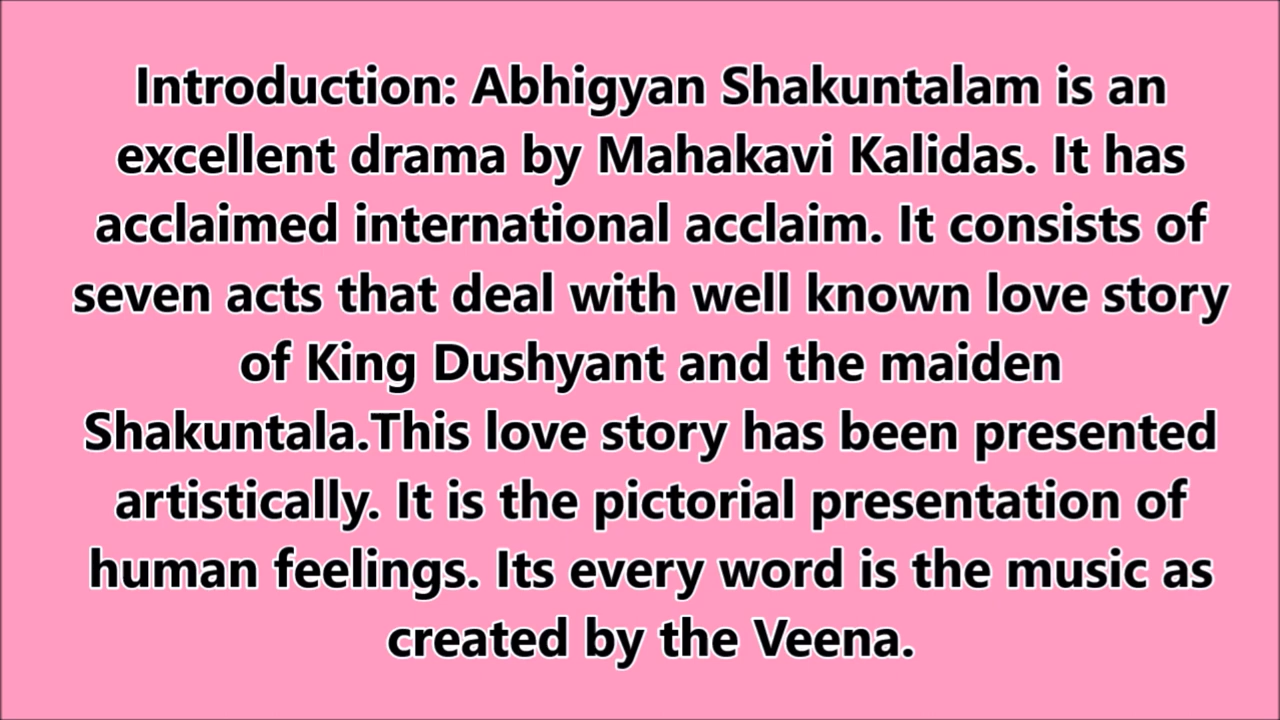 Introduction: Abhigyan Shakuntalam is an
excellent drama by Mahakavi Kalidas. It has
acclaimed international acclaim. It consists of
seven acts that deal with well known love story
of King Dushyant and the maiden
Shakuntala.This love story has been presented
artistically. It is the pictorial presentation of
human feelings. Its every word is the music as
created by the Veena.